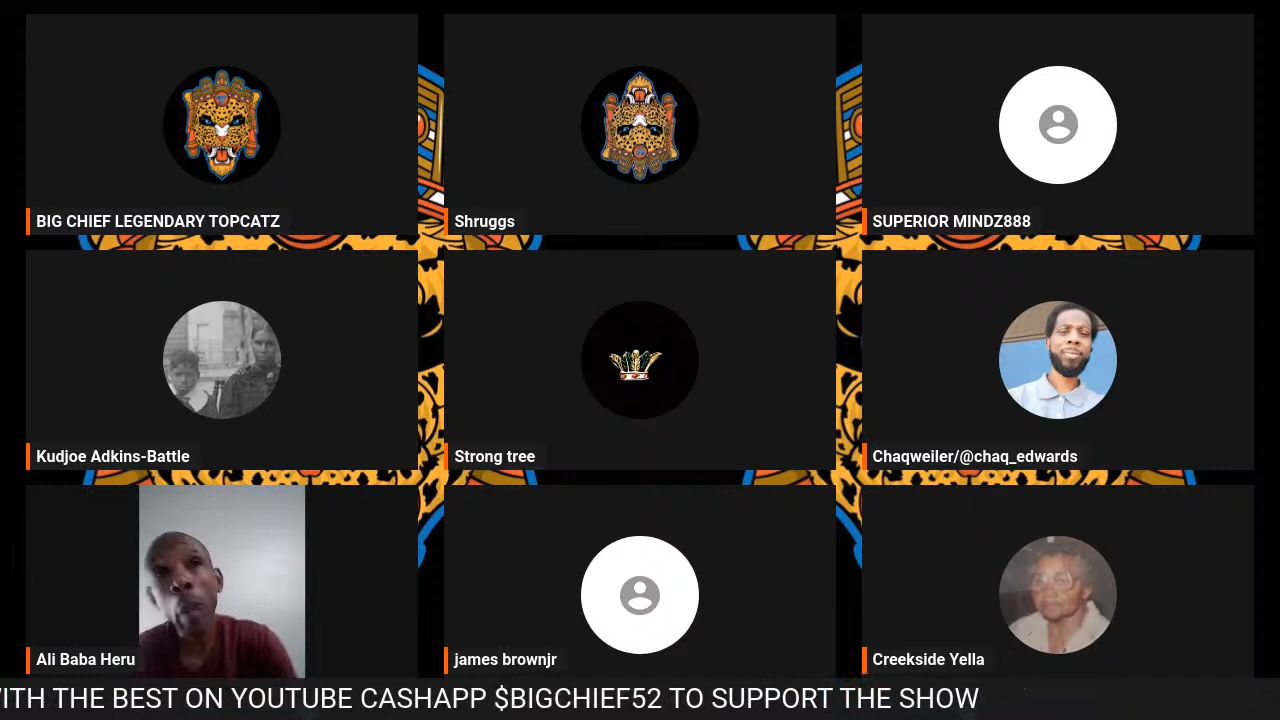 BIG CHIEF LEGENDARY TOPCATZ
Shruggs
SUPERIOR MINDZ888
Kudjoe Adkins-Battle
Strong tree
Chaqweiler/@chaq_edwards
Ali Baba Heru
james brownjr
Creekside Yella
THE BEST ON YOUTUBE CASHAPP $BIGCHIEF52 TO SUPPORT THE SHOW